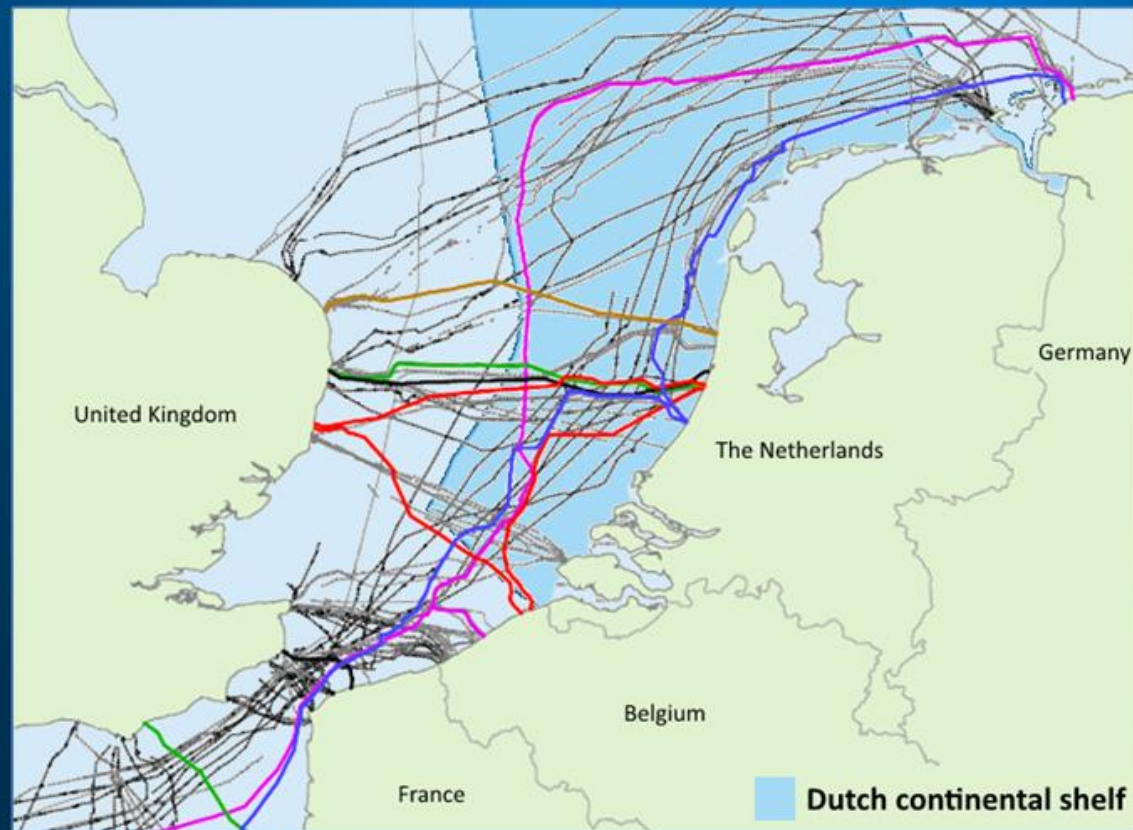 Germany
United Kingdom
The Netherlands
Belgium
France
Dutch continental shelf